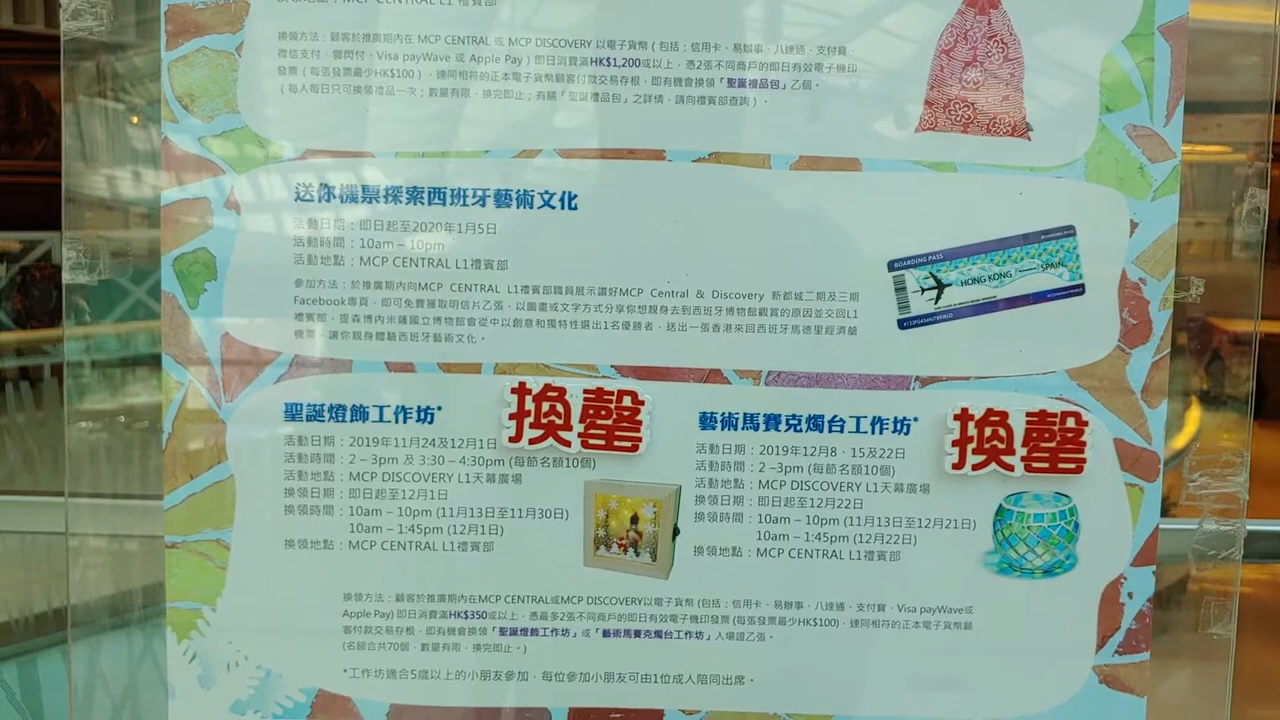 換領地點：MCP CENTRAL L1 禮賓部
換領方法：顧客於推廣期內在 MCP CENTRAL 或 MCP DISCOVERY 以電子貨幣 ( 包括：信用卡、易辦事、八達通、支付寶、
微信支付、雲閃付、Visa payWave 或 Apple Pay ) 即日消費滿HK$1,200或以上，憑2張不同商戶的即日有效電子機印
發票 ( 每張發票最少HK$100 )，連同相符的正本電子貨幣顧客付款交易存根，即有機會換領「聖誕禮品包」乙個。
( 每人每日只可換領禮品一次；數量有限，換完即止；有關「聖誕禮品包」之詳情，請向禮賓部查詢 )。
送你機票探索西班牙藝術文化
活動日期：即日起至2020年1月5日
活動時間：10am – 10pm
活動地點：MCP CENTRAL L1禮賓部
參加方法：於推廣期內向MCP CENTRAL L1禮賓部職員展示讚好MCP Central & Discovery 新都城二期及三期
Facebook專頁，即可免費獲取明信片乙張，以圖畫或文字方式分享你想親身去到西班牙博物館觀賞的原因並交回L1
禮賓部，提森博內米薩國立博物館會從中以創意和獨特性選出1名優勝者，送出一張香港來回西班牙馬德里經濟艙
機票，讓你親身體驗西班牙藝術文化。
BOARDING PASS
HONG KONG
SPAIN
聖誕燈飾工作坊*
換罄
活動日期：2019年11月24及12月1日
活動時間：2 – 3pm 及 3:30 – 4:30pm (每節名額10個)
活動地點：MCP DISCOVERY L1天幕廣場
換領日期：即日起至12月1日
換領時間：10am – 10pm (11月13日至11月30日)
10am – 1:45pm (12月1日)
換領地點：MCP CENTRAL L1禮賓部
藝術馬賽克燭台工作坊*
換罄
活動日期：2019年12月8、15及22日
活動時間：2 –3pm (每節名額10個)
活動地點：MCP DISCOVERY L1天幕廣場
換領日期：即日起至12月22日
換領時間：10am – 10pm (11月13日至12月21日)
10am – 1:45pm (12月22日)
換領地點：MCP CENTRAL L1禮賓部
換領方法：顧客於推廣期內在MCP CENTRAL或MCP DISCOVERY以電子貨幣 (包括：信用卡、易辦事、八達通、支付寶、Visa payWave或
Apple Pay) 即日消費滿HK$350或以上，憑最多2張不同商戶的即日有效電子機印發票 (每張發票最少HK$100)，連同相符的正本電子貨幣顧
客付款交易存根，即有機會換領「聖誕燈飾工作坊」或「藝術馬賽克燭台工作坊」入場證乙張。
(名額合共70個，數量有限，換完即止。)
*工作坊適合5歲以上的小朋友參加，每位參加小朋友可由1位成人陪同出席。